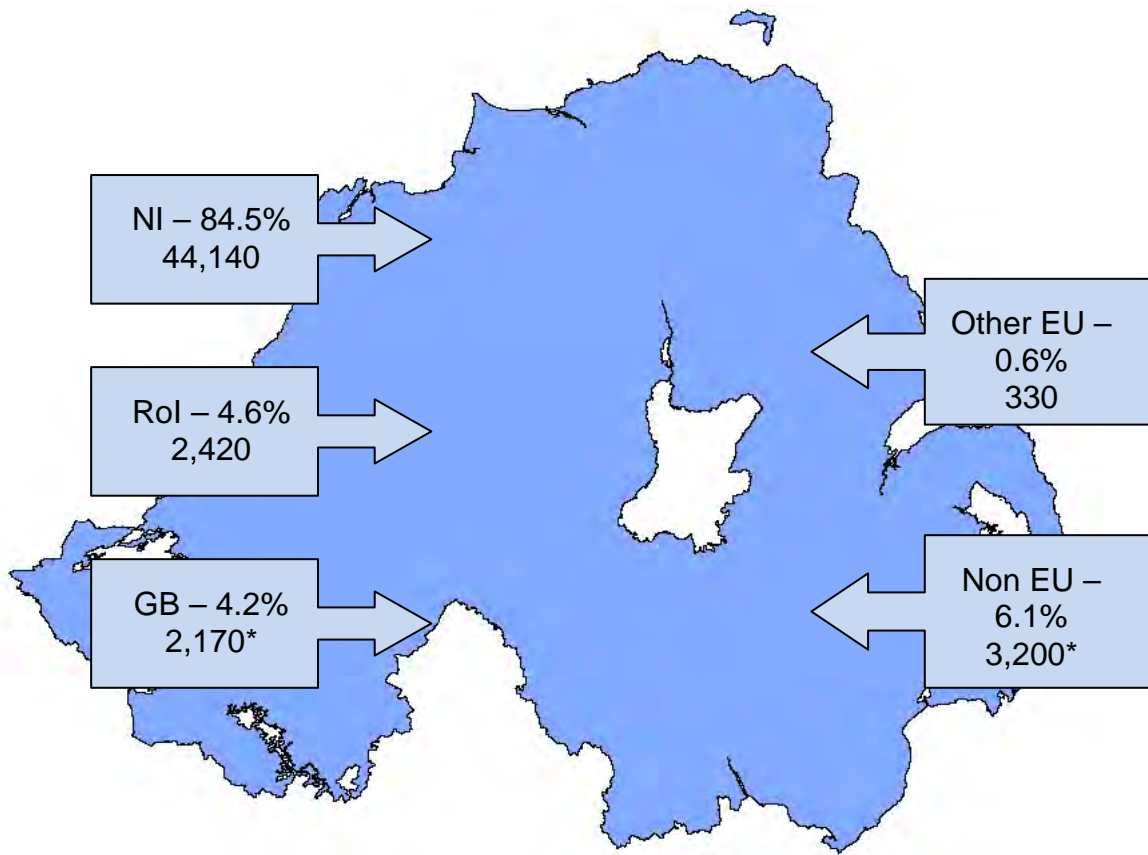 NI – 84.5%
44,140
RoI – 4.6%
2,420
GB – 4.2%
2,170*
Other EU –
0.6%
330
Non EU –
6.1%
3,200*